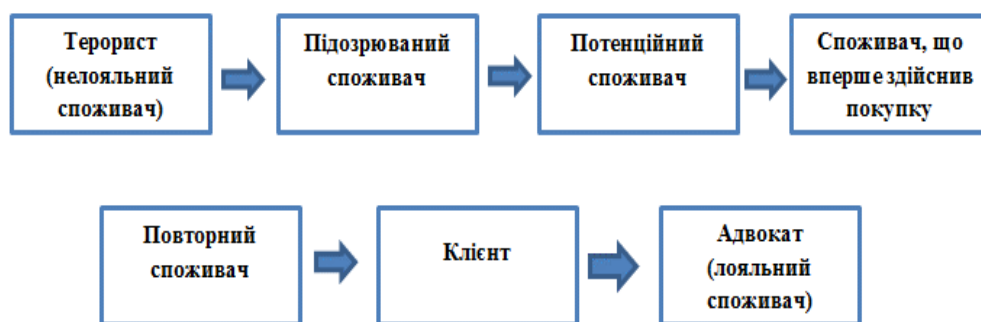 Терорист
(нелояльний
споживач)
Підозрюваний
споживач
Потенційний
споживач
Споживач, що
вперше здійснив
покупку
Повторний
споживач
Клієнт
Адвокат
(лояльний
споживач)